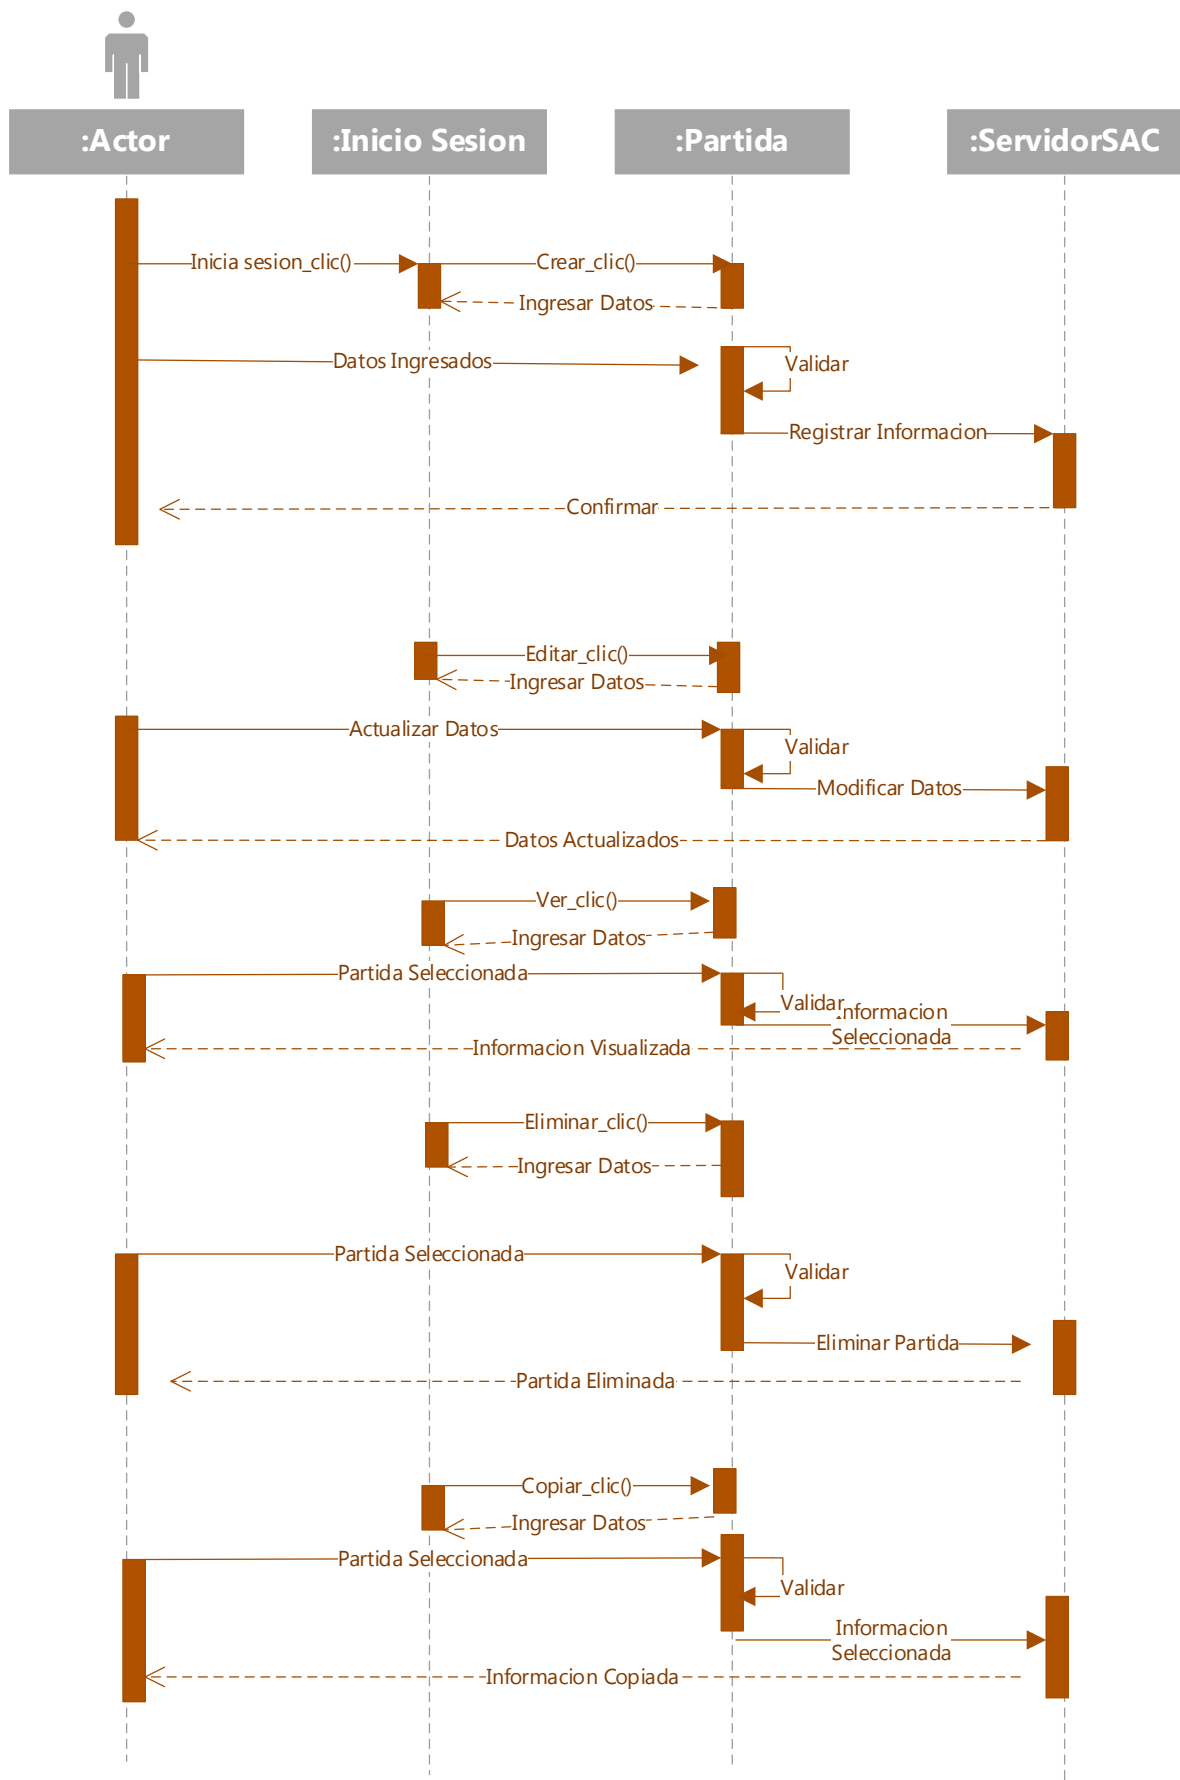 :Actor
:Inicio Sesion
:Partida
:ServidorSAC
Inicia sesion_clic()
Crear_clic()
Ingresar Datos
Datos Ingresados
Validar
Registrar Informacion
Confirmar
Editar_clic()
Ingresar Datos
Actualizar Datos
Validar
Modificar Datos
Datos Actualizados
Ver_clic()
Ingresar Datos
Partida Seleccionada
Validar
Informacion
Seleccionada
Informacion Visualizada
Eliminar_clic()
Ingresar Datos
Partida Seleccionada
Validar
Eliminar Partida
Partida Eliminada
Copiar_clic()
Ingresar Datos
Partida Seleccionada
Validar
Informacion
Seleccionada
Informacion Copiada